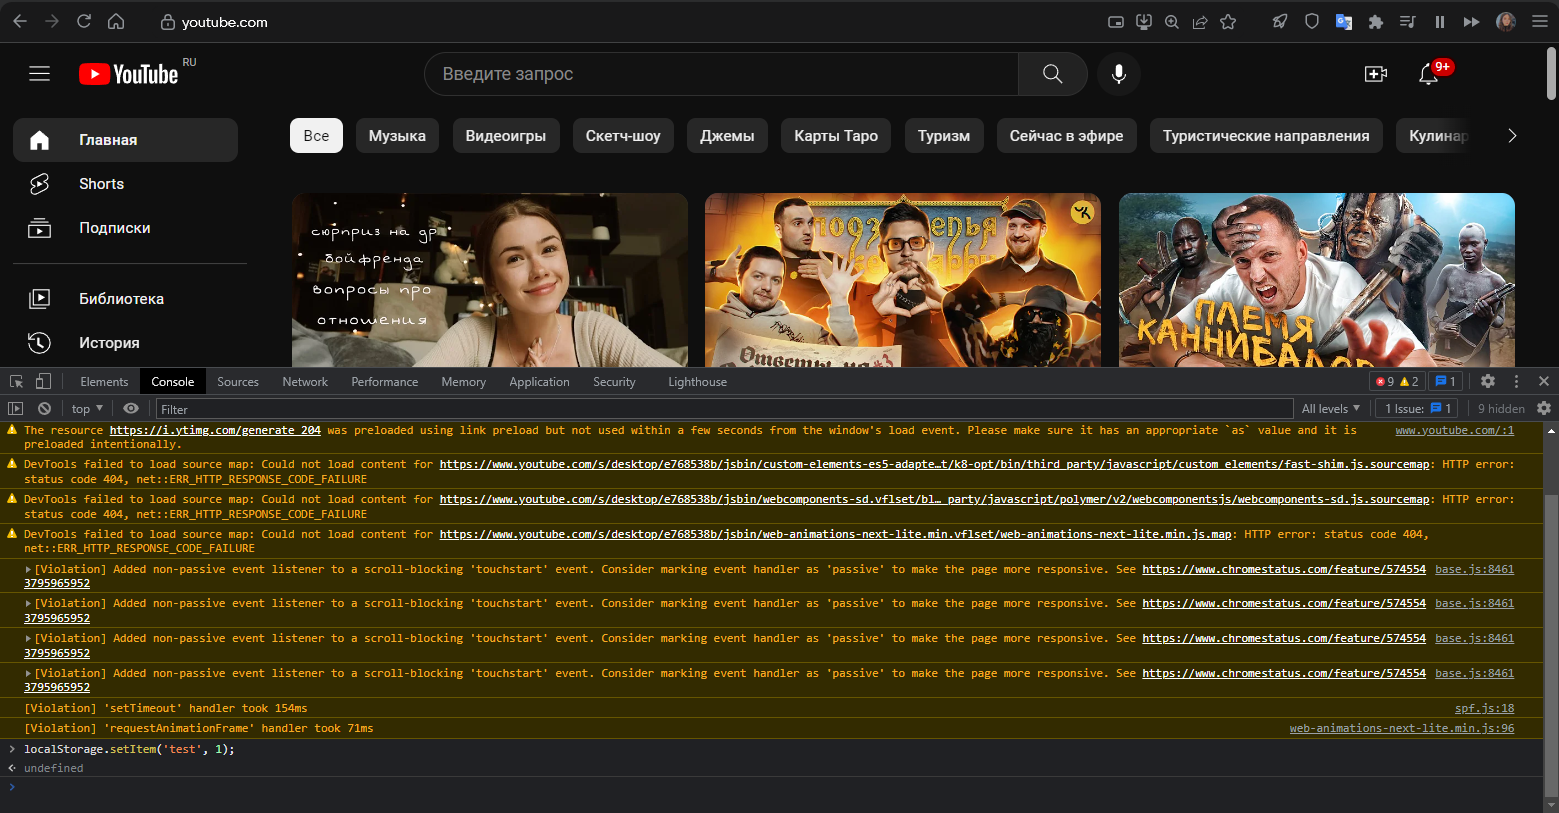 youtube.com
YouTube RU
Введите запрос
9+
Главная
Shorts
Подписки
Библиотека
История
Все
Музыка
Видеоигры
Скетч-шоу
Джемы
Карты Таро
Туризм
Сейчас в эфире
Туристические направления
Кулинар
сюрприз на др
бойфренда
вопросы про
отношения
Ответы на #3
ПЛЕМЯ
КАННИБАЛОВ
Elements
Console
Sources
Network
Performance
Memory
Application
Security
Lighthouse
9
2
1
top
Filter
All levels
1 Issue: 1
9 hidden
The resource https://i.ytimg.com/generate_204 was preloaded using link preload but not used within a few seconds from the window's load event. Please make sure it has an appropriate `as` value and it is www.youtube.com/:1
preloaded intentionally.
DevTools failed to load source map: Could not load content for https://www.youtube.com/s/desktop/e768538b/jsbin/custom-elements-es5-adapte…t/k8-opt/bin/third_party/javascript/custom_elements/fast-shim.js.sourcemap: HTTP error:
status code 404, net::ERR_HTTP_RESPONSE_CODE_FAILURE
DevTools failed to load source map: Could not load content for https://www.youtube.com/s/desktop/e768538b/jsbin/webcomponents-sd.vflset/bl…_party/javascript/polymer/v2/webcomponentsjs/webcomponents-sd.js.sourcemap: HTTP error:
status code 404, net::ERR_HTTP_RESPONSE_CODE_FAILURE
DevTools failed to load source map: Could not load content for https://www.youtube.com/s/desktop/e768538b/jsbin/web-animations-next-lite.min.vflset/web-animations-next-lite.min.js.map: HTTP error: status code 404,
net::ERR_HTTP_RESPONSE_CODE_FAILURE
[Violation] Added non-passive event listener to a scroll-blocking 'touchstart' event. Consider marking event handler as 'passive' to make the page more responsive. See https://www.chromestatus.com/feature/574554 base.js:8461
3795965952
[Violation] Added non-passive event listener to a scroll-blocking 'touchstart' event. Consider marking event handler as 'passive' to make the page more responsive. See https://www.chromestatus.com/feature/574554 base.js:8461
3795965952
[Violation] Added non-passive event listener to a scroll-blocking 'touchstart' event. Consider marking event handler as 'passive' to make the page more responsive. See https://www.chromestatus.com/feature/574554 base.js:8461
3795965952
[Violation] Added non-passive event listener to a scroll-blocking 'touchstart' event. Consider marking event handler as 'passive' to make the page more responsive. See https://www.chromestatus.com/feature/574554 base.js:8461
3795965952
[Violation] 'setTimeout' handler took 154ms spf.js:18
[Violation] 'requestAnimationFrame' handler took 71ms web-animations-next-lite.min.js:96
localStorage.setItem('test', 1);
undefined